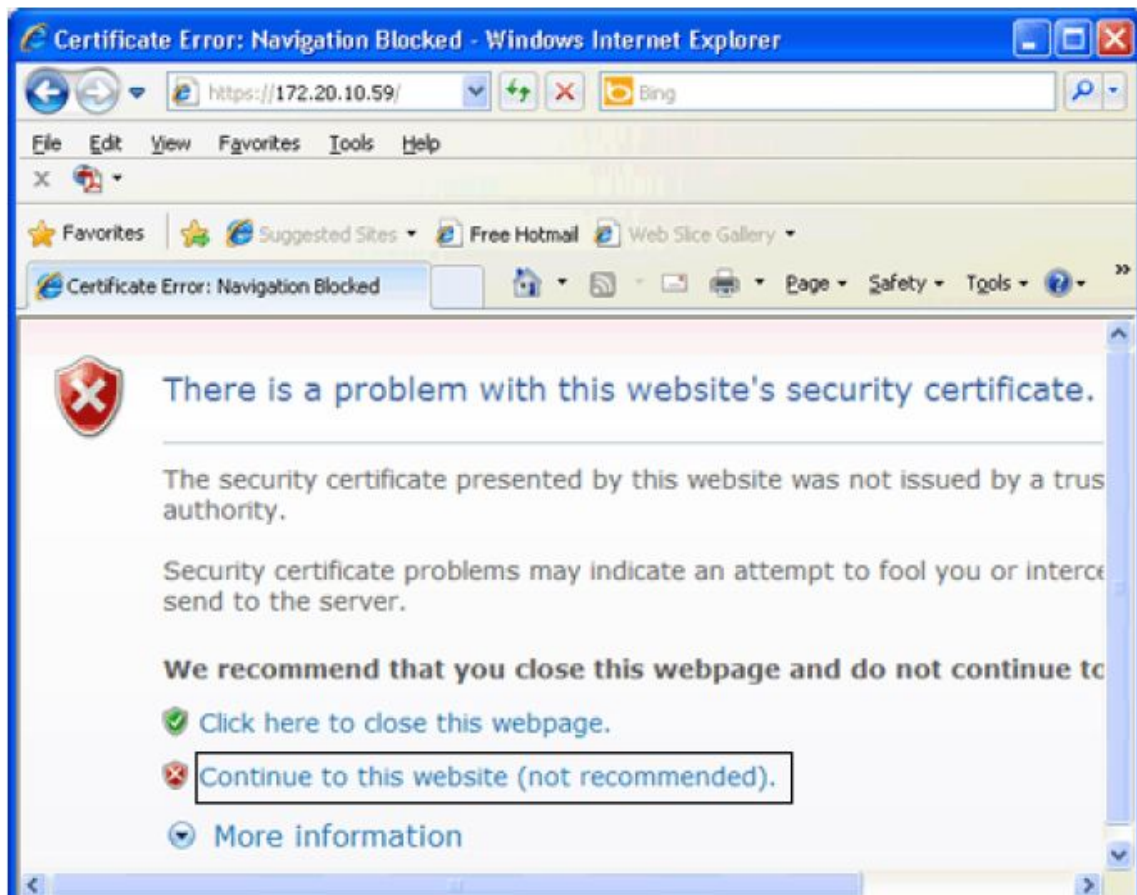 Certificate Error: Navigation Blocked - Windows Internet Explorer
https://172.20.10.59/ Bing
File Edit View Favorites Tools Help
Favorites Suggested Sites Free Hotmail Web Slice Gallery
Certificate Error: Navigation Blocked Page Safety Tools
There is a problem with this website's security certificate.
The security certificate presented by this website was not issued by a trus
authority.
Security certificate problems may indicate an attempt to fool you or interce
send to the server.
We recommend that you close this webpage and do not continue to
Click here to close this webpage.
Continue to this website (not recommended).
More information